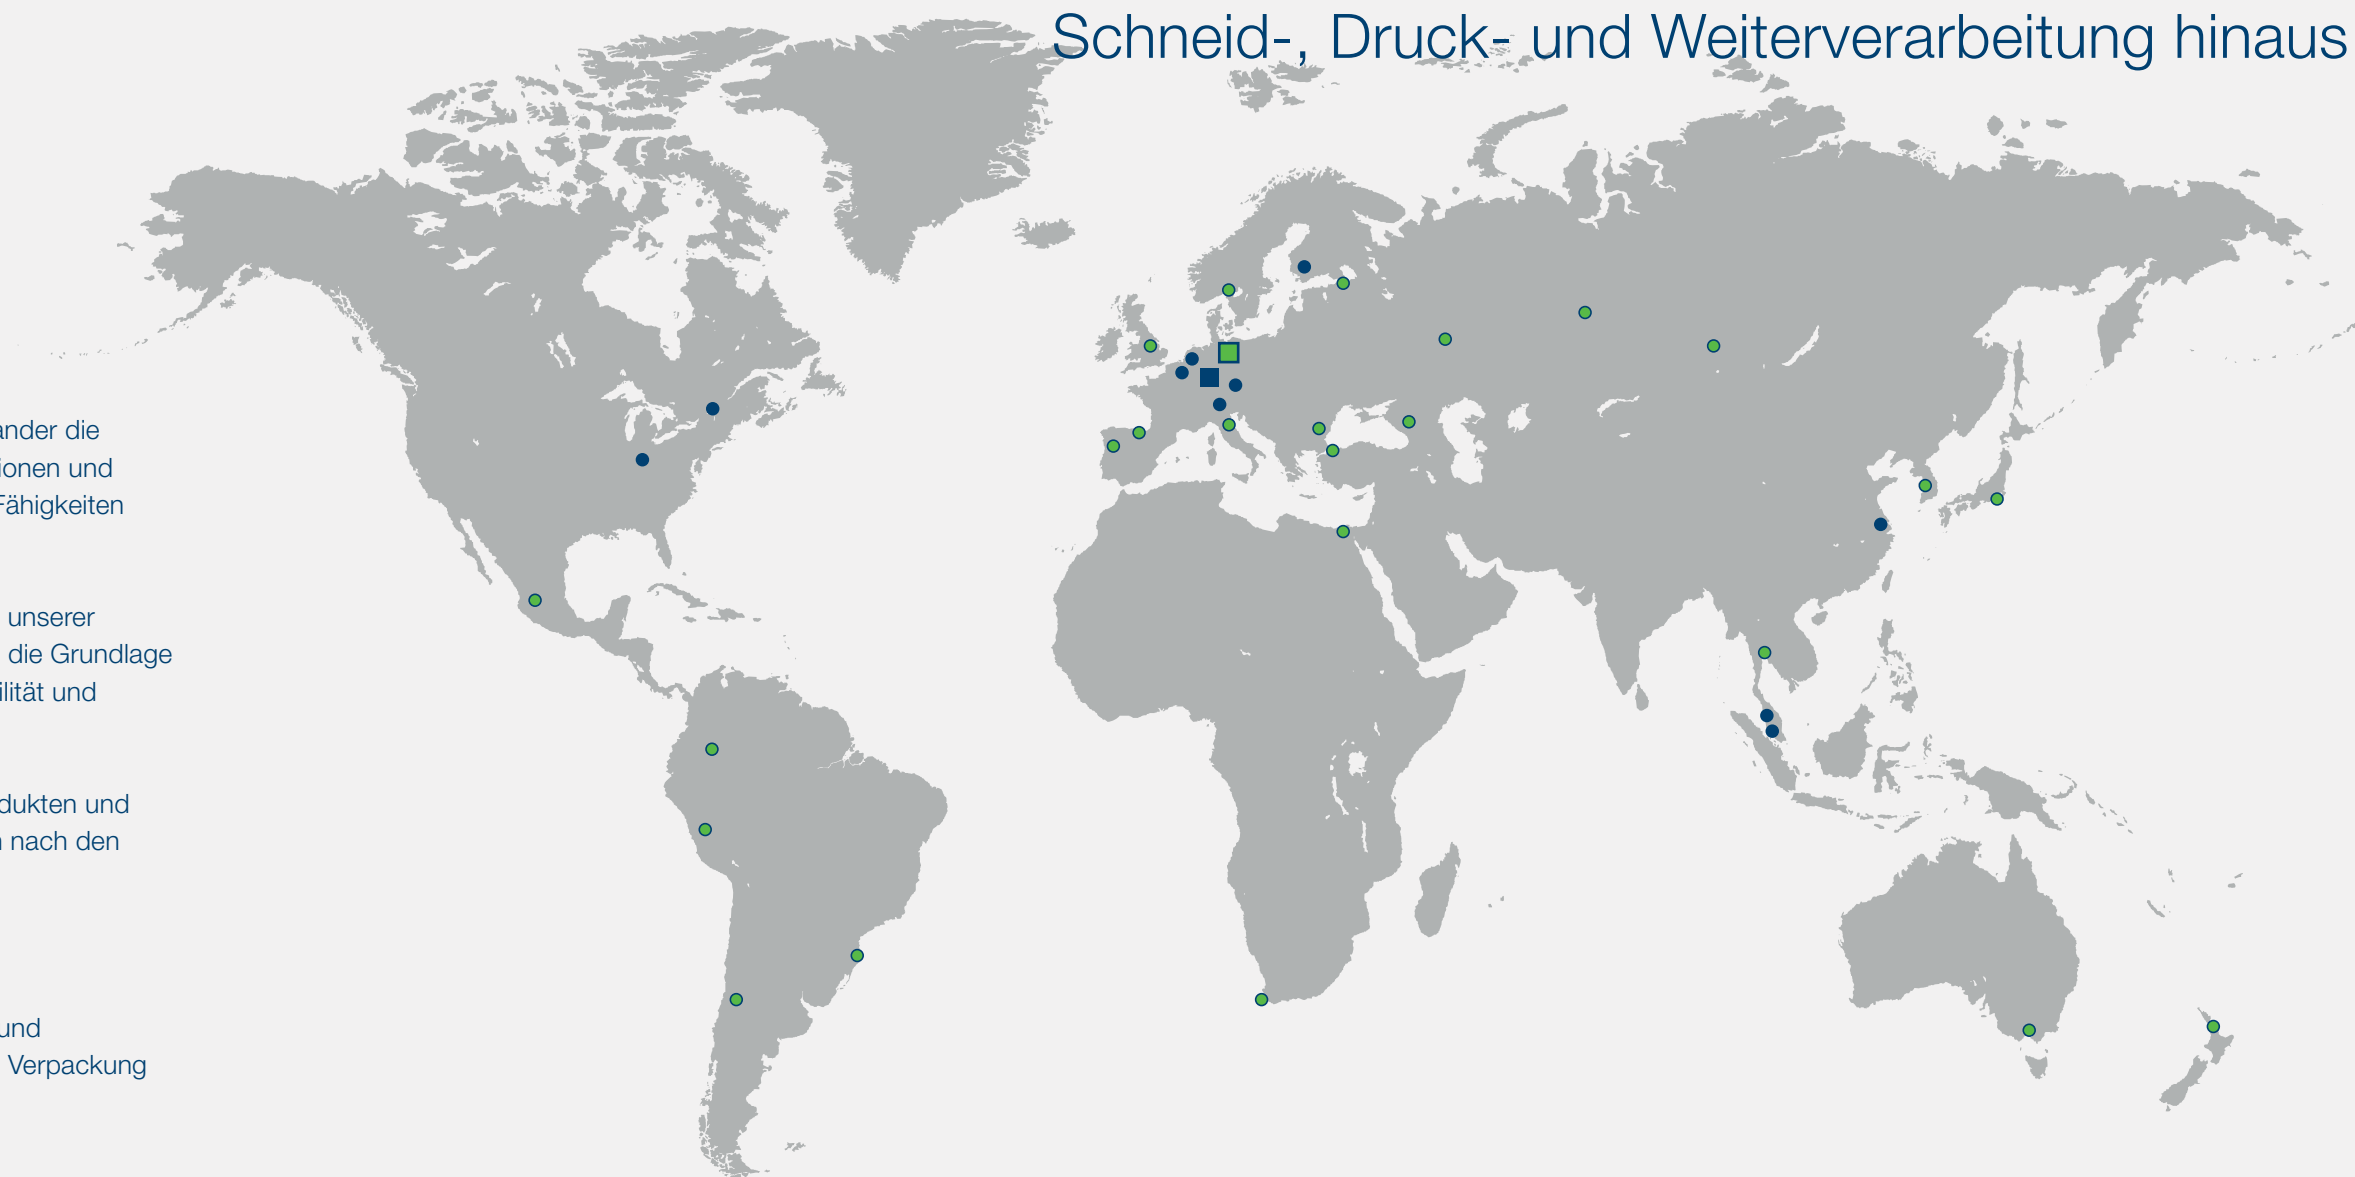 Schneid-, Druck- und Weiterverarbeitung hinaus
ander die
ionen und
Fähigkeiten
unserer
die Grundlage
ilität und
dukten und
n nach den
und
Verpackung